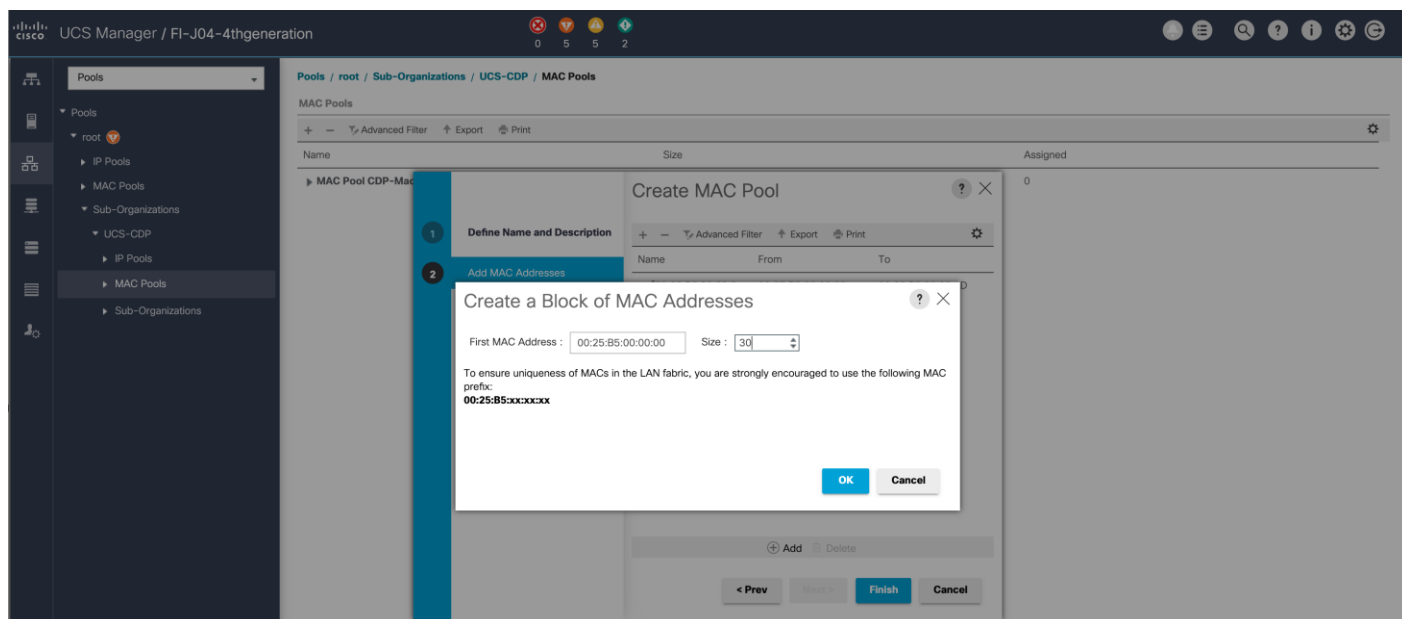 cisco
UCS Manager / FI-J04-4thgeneration
0 5 5 2
Pools
Pools
root
IP Pools
MAC Pools
Sub-Organizations
UCS-CDP
IP Pools
MAC Pools
Sub-Organizations
Pools / root / Sub-Organizations / UCS-CDP / MAC Pools
MAC Pools
+ − Advanced Filter Export Print
Name Size Assigned
MAC Pool CDP-Mac 0
Create MAC Pool ?
1 Define Name and Description
2 Add MAC Addresses
+ − Advanced Filter Export Print
Name From To
Create a Block of MAC Addresses ?
First MAC Address : 00:25:B5:00:00:00 Size : 30
To ensure uniqueness of MACs in the LAN fabric, you are strongly encouraged to use the following MAC
prefix:
00:25:B5:xx:xx:xx
OK Cancel
Add Delete
< Prev Next > Finish Cancel